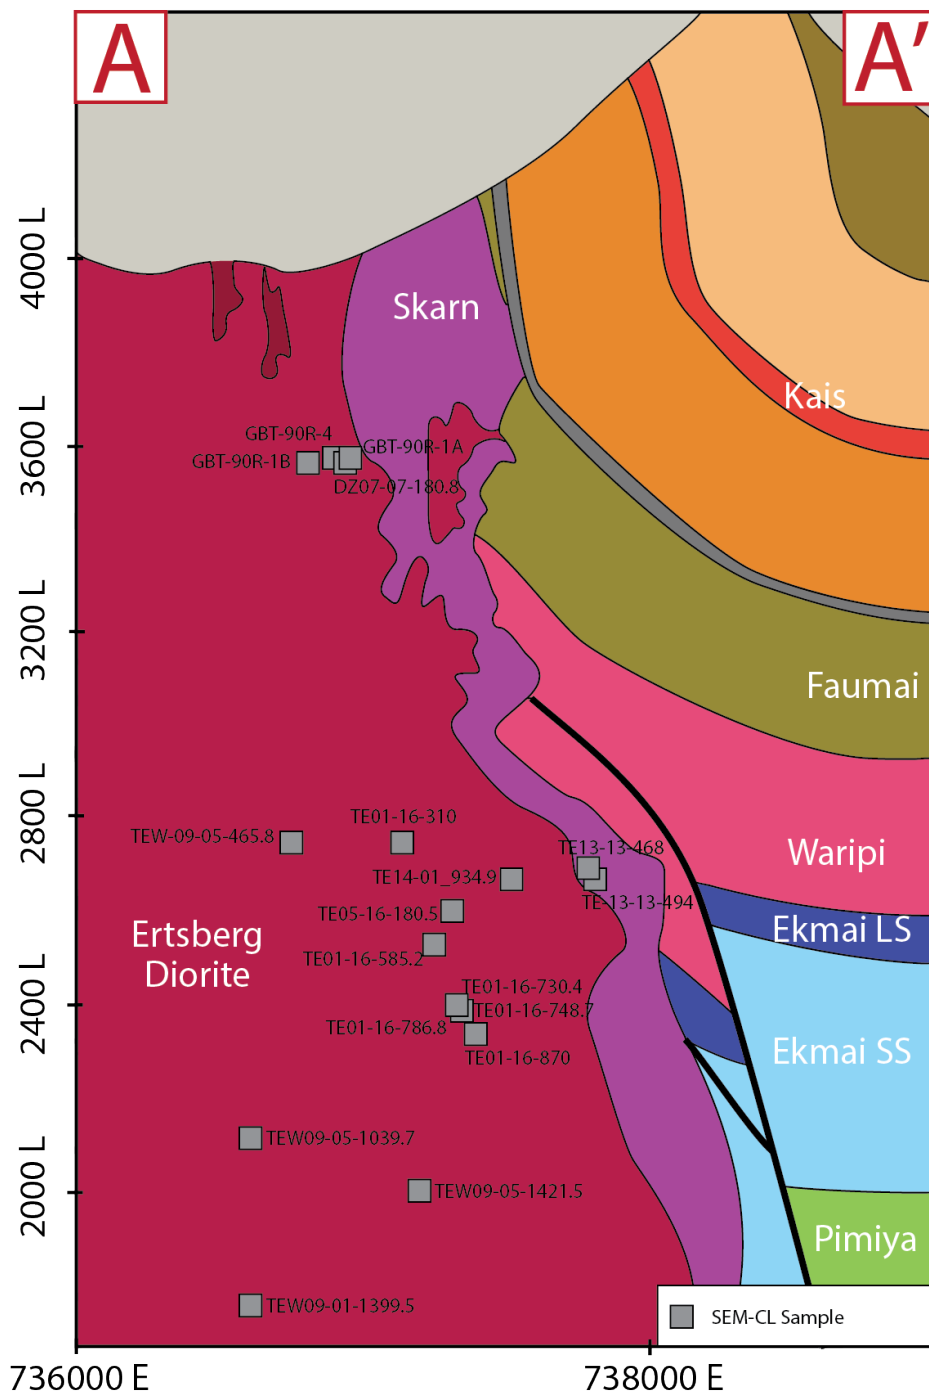 A
A’
4000 L
Skarn
Kais
GBT-90R-4
GBT-90R-1A
GBT-90R-1B
3600 L
DZ07-07-180.8
3200 L
Faumai
2800 L
TE01-16-310
TEW-09-05-465.8
TE13-13-468
Waripi
TE14-01_934.9
TE-13-13-494
TE05-16-180.5
Ekmai LS
Ertsberg
Diorite
TE01-16-585.2
TE01-16-730.4
2400 L
TE01-16-748.7
TE01-16-786.8
Ekmai SS
TE01-16-870
TEW09-05-1039.7
2000 L
TEW09-05-1421.5
Pimiya
TEW09-01-1399.5
SEM-CL Sample
736000 E
738000 E